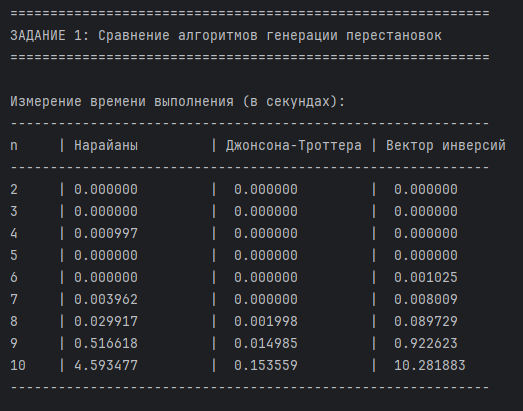 ============================================================
ЗАДАНИЕ 1: Сравнение алгоритмов генерации перестановок
============================================================
Измерение времени выполнения (в секундах):
------------------------------------------------------------
n | Нарайаны | Джонсона-Троттера | Вектор инверсий
------------------------------------------------------------
2 | 0.000000 | 0.000000 | 0.000000
3 | 0.000000 | 0.000000 | 0.000000
4 | 0.000997 | 0.000000 | 0.000000
5 | 0.000000 | 0.000000 | 0.000000
6 | 0.000000 | 0.000000 | 0.001025
7 | 0.003962 | 0.000000 | 0.008009
8 | 0.029917 | 0.001998 | 0.089729
9 | 0.516618 | 0.014985 | 0.922623
10 | 4.593477 | 0.153559 | 10.281883
------------------------------------------------------------